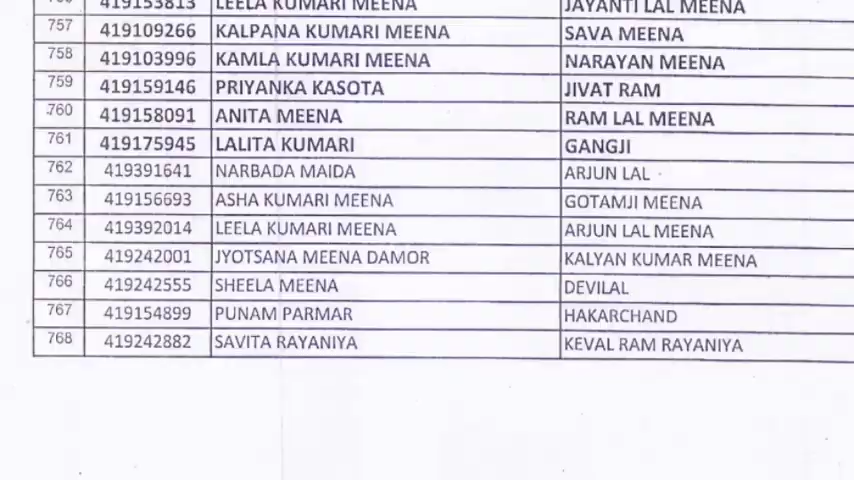 419153813 LEELA KUMARI MEENA JAYANTI LAL MEENA
757 419109266 KALPANA KUMARI MEENA SAVA MEENA
758 419103996 KAMLA KUMARI MEENA NARAYAN MEENA
759 419159146 PRIYANKA KASOTA JIVAT RAM
760 419158091 ANITA MEENA RAM LAL MEENA
761 419175945 LALITA KUMARI GANGJI
762 419391641 NARBADA MAIDA ARJUN LAL
763 419156693 ASHA KUMARI MEENA GOTAMJI MEENA
764 419392014 LEELA KUMARI MEENA ARJUN LAL MEENA
765 419242001 JYOTSANA MEENA DAMOR KALYAN KUMAR MEENA
766 419242555 SHEELA MEENA DEVILAL
767 419154899 PUNAM PARMAR HAKARCHAND
768 419242882 SAVITA RAYANIYA KEVAL RAM RAYANIYA